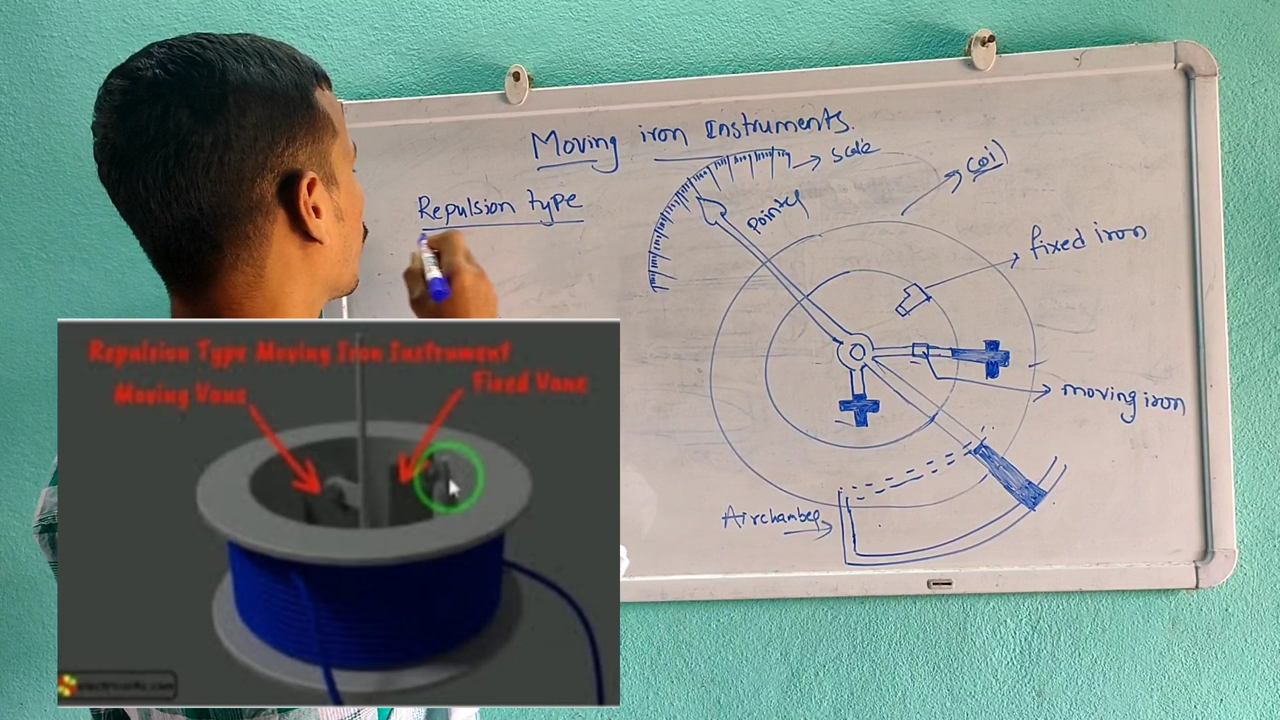 Moving iron Instruments.
Repulsion type
scale
pointer
coil
fixed iron
moving iron
Airchamber
Repulsion Type Moving Iron Instrument
Moving Vane
Fixed Vane